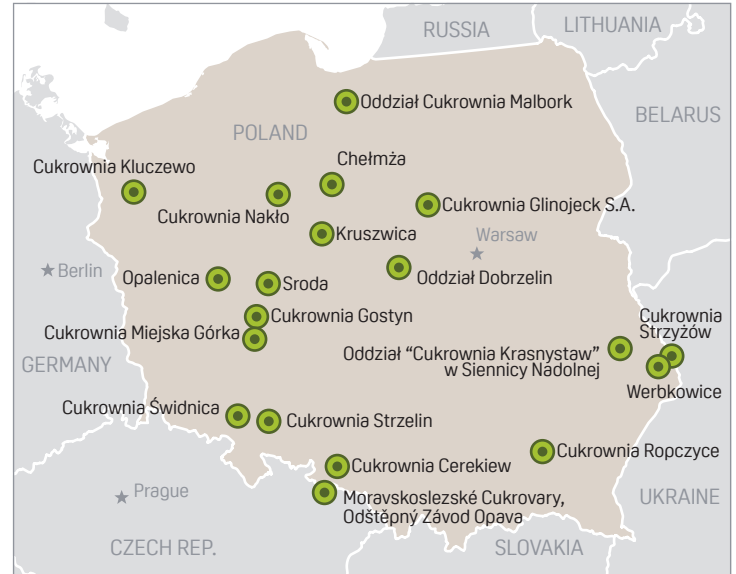 RUSSIA
LITHUANIA
Oddział Cukrownia Malbork
BELARUS
POLAND
Chełmża
Cukrownia Kluczewo
Cukrownia Nakło
Cukrownia Glinojeck S.A.
Kruszwica
Warsaw
Berlin
Opalenica
Sroda
Oddział Dobrzelin
Cukrownia Gostyn
Cukrownia
Strzyżów
Cukrownia Miejska Górka
Oddział “Cukrownia Krasnystaw”
w Siennicy Nadolnej
GERMANY
Werbkowice
Cukrownia Świdnica
Cukrownia Strzelin
Cukrownia Ropczyce
Cukrownia Cerekiew
Prague
Moravskoslezské Cukrovary,
Odštěpný Závod Opava
UKRAINE
CZECH REP.
SLOVAKIA